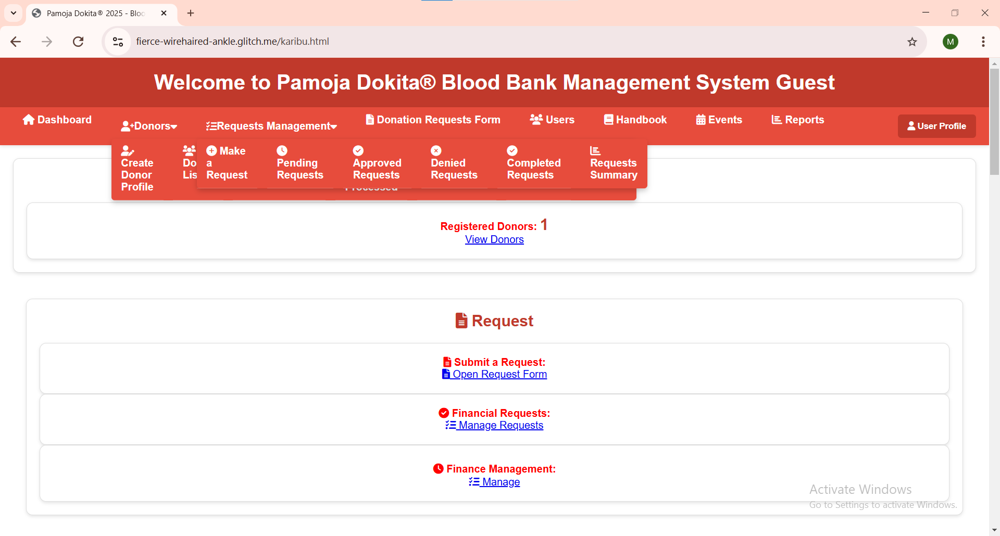 Pamoja Dokita® 2025 - Bloo
fierce-wirehaired-ankle.glitch.me/karibu.html
M
Welcome to Pamoja Dokita® Blood Bank Management System Guest
Dashboard
Donors
Requests Management
Donation Requests Form
Users
Handbook
Events
Reports
User Profile
Create
Donor
Profile
Do
Lis
Make
a
Request
Pending
Requests
Approved
Requests
Denied
Requests
Completed
Requests
Requests
Summary
Processed
Registered Donors: 1
View Donors
Request
Submit a Request:
Open Request Form
Financial Requests:
Manage Requests
Finance Management:
Manage
Activate Windows
Go to Settings to activate Windows.